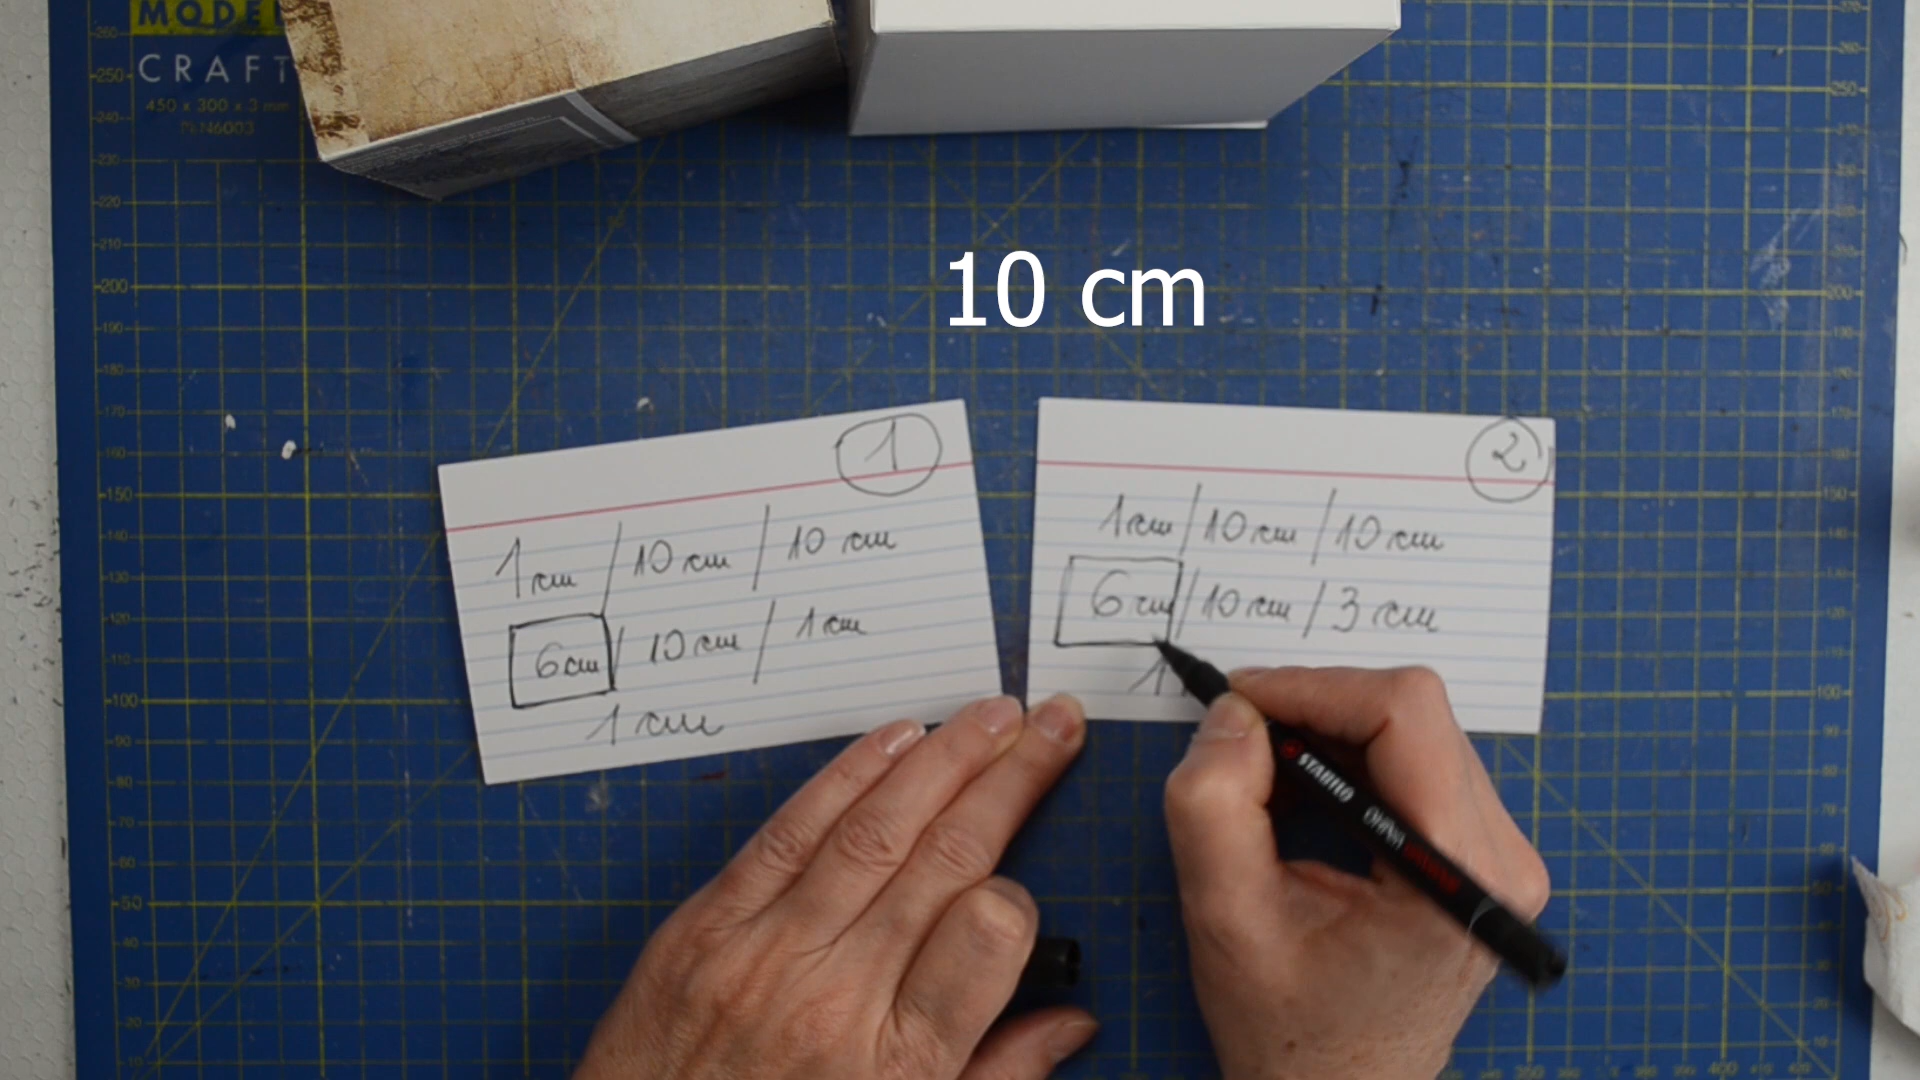 MODEL
CRAFT
450 x 300 x 3 mm
10 cm
1
1 cm / 10 cm / 10 cm
6 cm / 10 cm / 1 cm
1 cm
2
1 cm / 10 cm / 10 cm
6 cm / 10 cm / 3 cm
1
STABILO